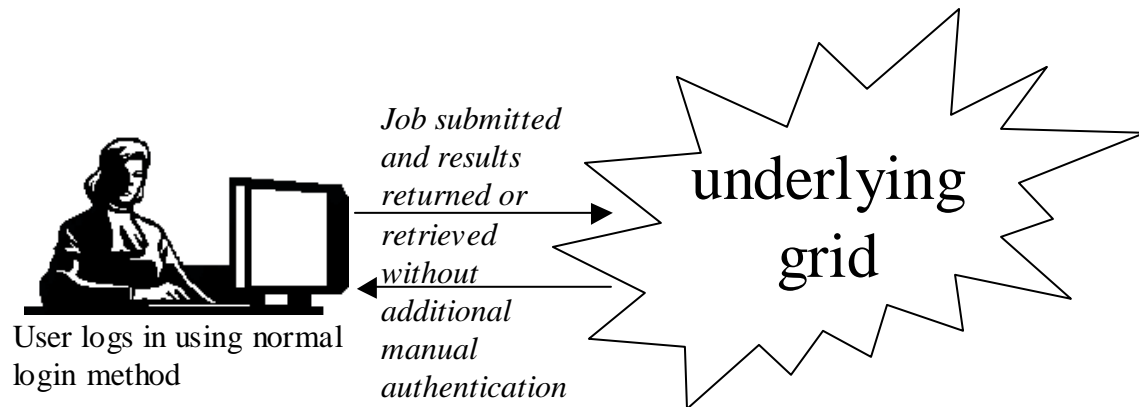 Job submitted
and results
returned or
retrieved
without
additional
manual
authentication
underlying
grid
User logs in using normal
login method